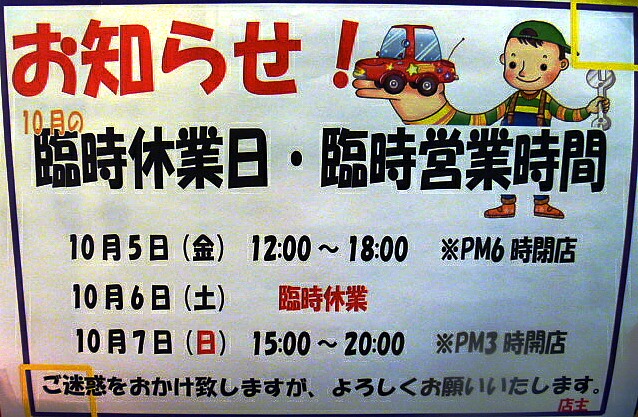 お知らせ！
10月の
臨時休業日・臨時営業時間
10月5日（金） 12:00～18:00 ※PM6時閉店
10月6日（土） 臨時休業
10月7日（日） 15:00～20:00 ※PM3時開店
ご迷惑をおかけ致しますが、よろしくお願いいたします。
店主